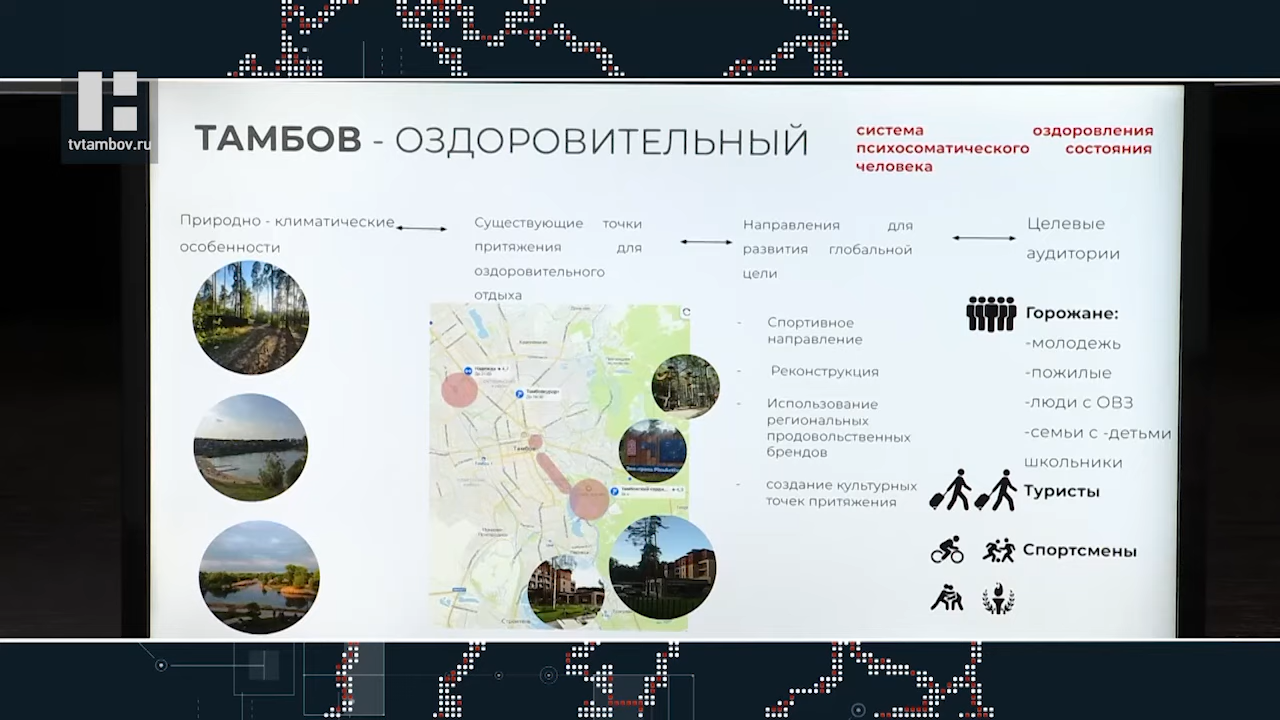 tvtambov.ru
ТАМБОВ - ОЗДОРОВИТЕЛЬНЫЙ
система оздоровления
психосоматического состояния
человека
Природно - климатические
особенности
Существующие точки
притяжения для
оздоровительного
отдыха
Тамбов
Направления для
развития глобальной
цели
- Спортивное
направление
- Реконструкция
- Использование
региональных
продовольственных
брендов
- создание культурных
точек притяжения
Целевые
аудитории
Горожане:
-молодежь
-пожилые
-люди с ОВЗ
-семьи с -детьми
школьники
Туристы
Спортсмены